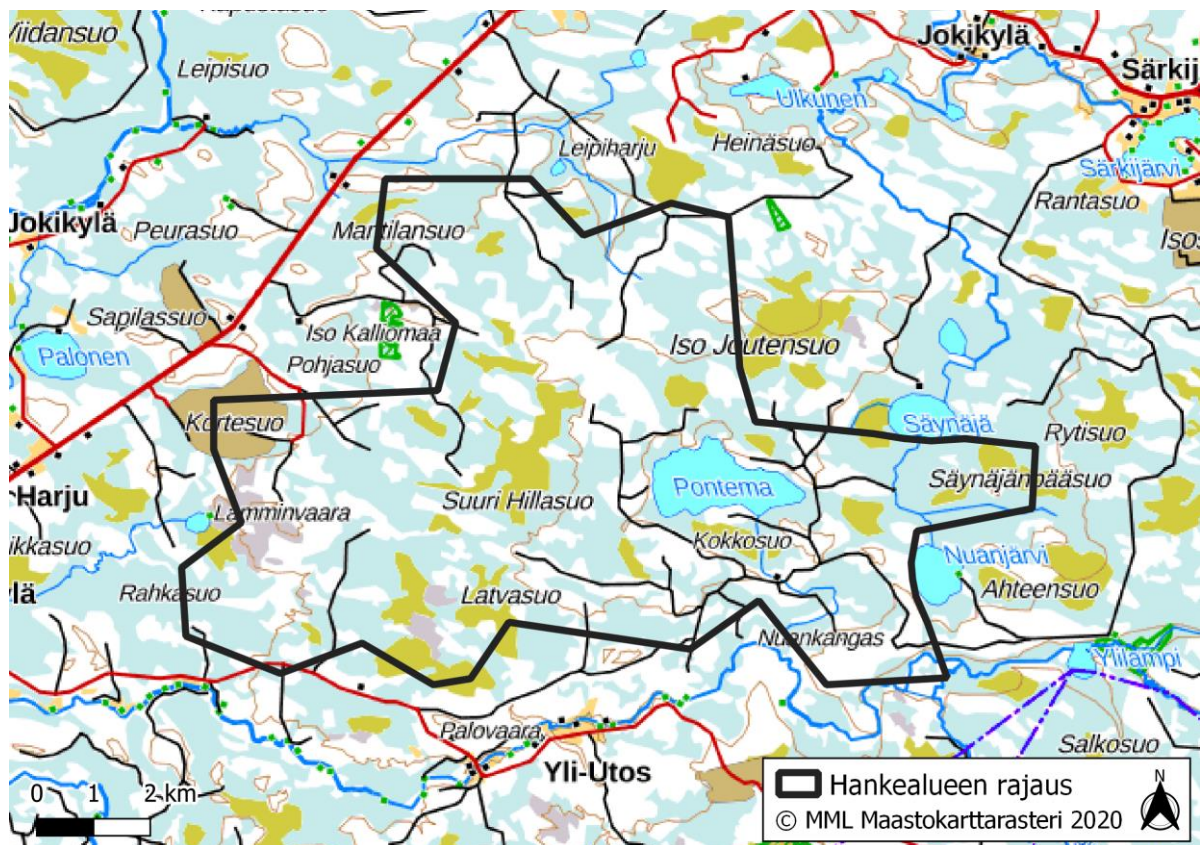 Viidansuo
Leipisuo
Jokikylä
Särkij
Ulkunen
Leipiharju
Heinäsuo
Särkijärvi
Rantasuo
Jokikylä
Peurasuo
Mantilansuo
Isos
Sapilassuo
Iso Kalliomaa
Palonen
Pohjasuo
Iso Joutensuo
Kortesuo
Säynäjä
Rytisuo
Harju
Suuri Hillasuo
Pontema
Säynäjänpääsuo
Lamminvaara
Kokkosuo
ikkasuo
Nuanjärvi
Ahteensuo
lä
Rahkasuo
Latvasuo
Nuankangas
Ylilampi
Palovaara
Salkosuo
Yli-Utos
0 1 2 km
Hankealueen rajaus
© MML Maastokarttarasteri 2020
N